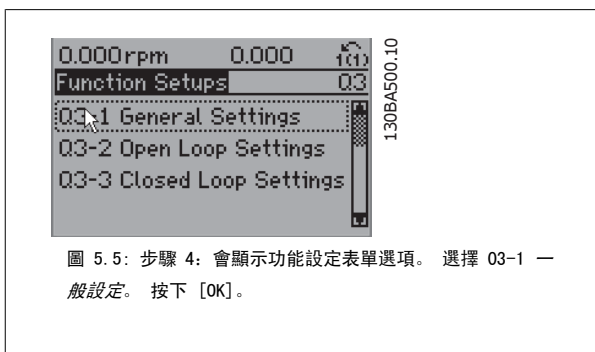 0.000rpm 0.000 1(1)
Function Setups Q3
Q3-1 General Settings
Q3-2 Open Loop Settings
Q3-3 Closed Loop Settings
130BA500.10
圖 5.5: 步驟 4: 會顯示功能設定表單選項。 選擇 03-1 一
般設定。 按下 [OK]。